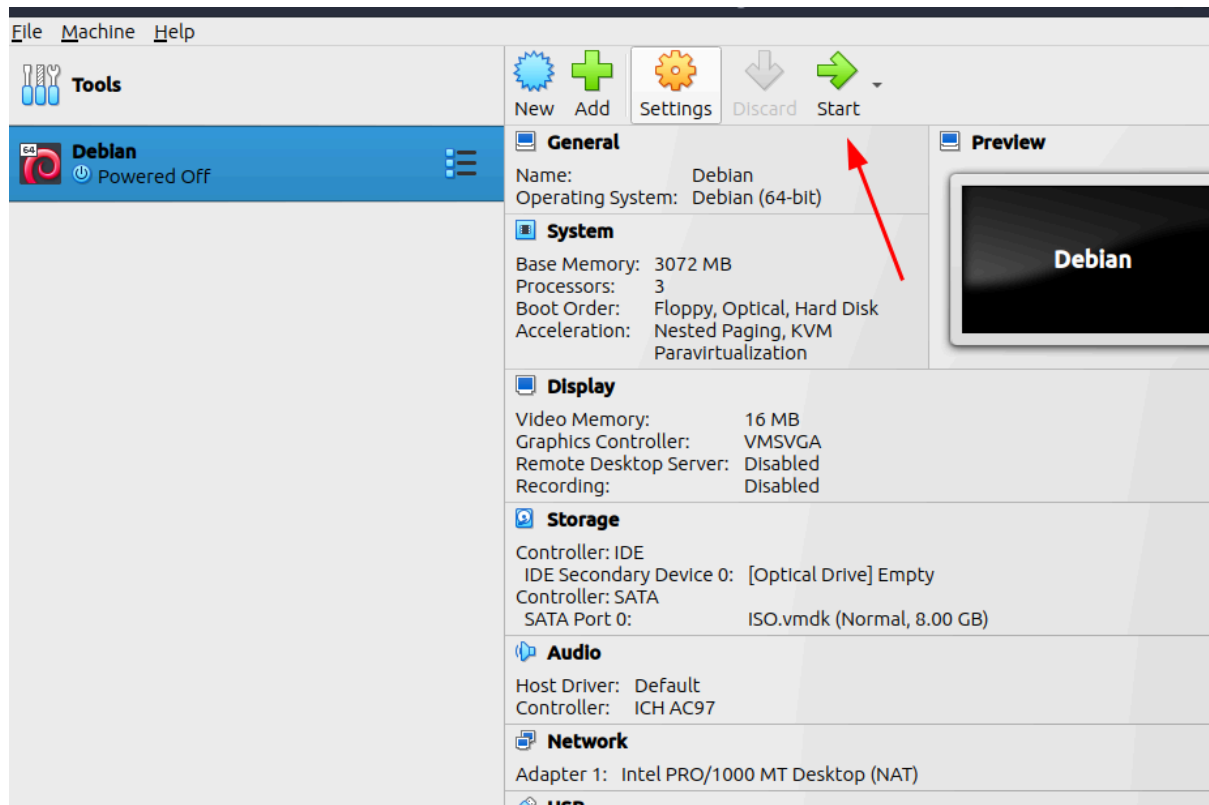 File Machine Help
Tools
New Add Settings Discard Start
64
Debian
Powered Off
General
Name: Debian
Operating System: Debian (64-bit)
Preview
Debian
System
Base Memory: 3072 MB
Processors: 3
Boot Order: Floppy, Optical, Hard Disk
Acceleration: Nested Paging, KVM
Paravirtualization
Display
Video Memory: 16 MB
Graphics Controller: VMSVGA
Remote Desktop Server: Disabled
Recording: Disabled
Storage
Controller: IDE
IDE Secondary Device 0: [Optical Drive] Empty
Controller: SATA
SATA Port 0: ISO.vmdk (Normal, 8.00 GB)
Audio
Host Driver: Default
Controller: ICH AC97
Network
Adapter 1: Intel PRO/1000 MT Desktop (NAT)
USB